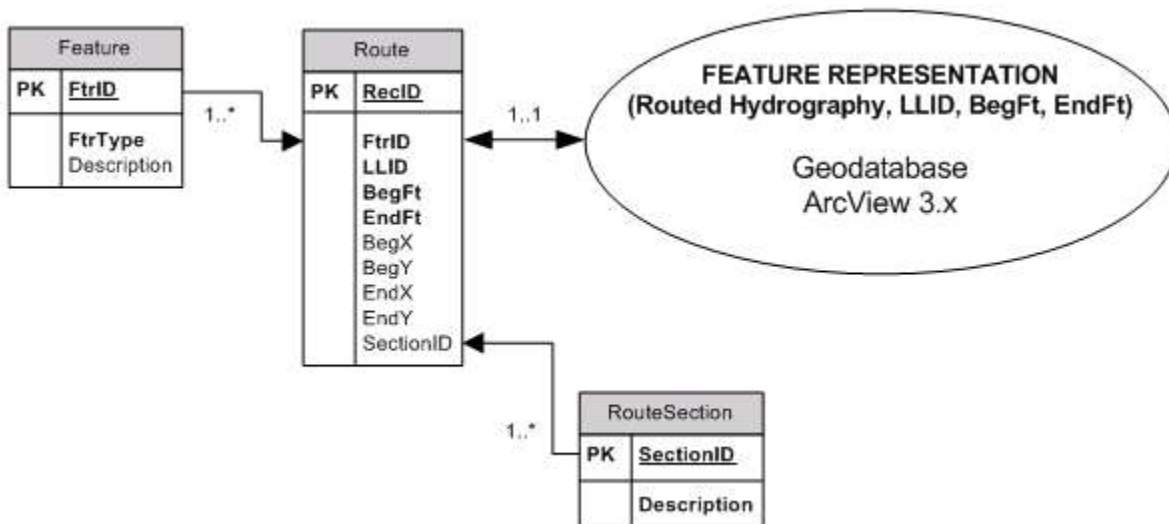 Feature
PK FtrID
FtrType
Description
1..*
Route
PK RecID
FtrID
LLID
BegFt
EndFt
BegX
BegY
EndX
EndY
SectionID
1..1
FEATURE REPRESENTATION
(Routed Hydrography, LLID, BegFt, EndFt)
Geodatabase
ArcView 3.x
1..*
RouteSection
PK SectionID
Description